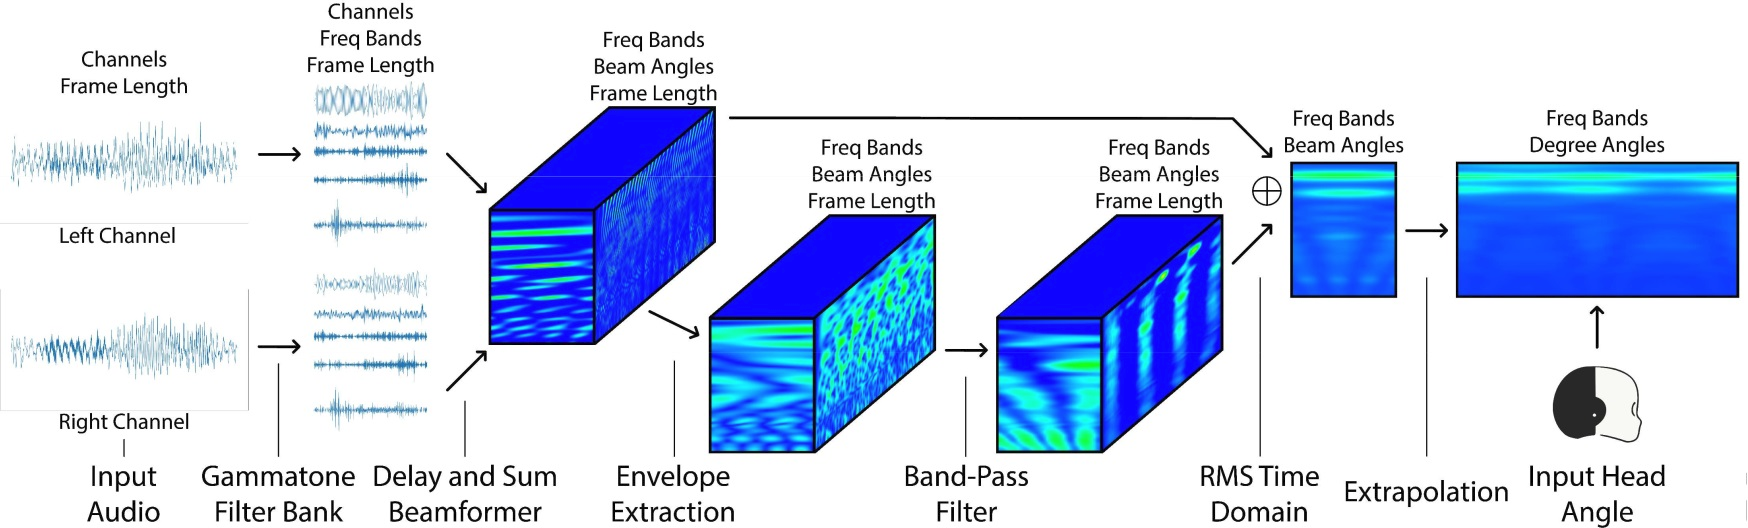 Channels
Frame Length
Left Channel
Right Channel
Channels
Freq Bands
Frame Length
Freq Bands
Beam Angles
Frame Length
Freq Bands
Beam Angles
Frame Length
Freq Bands
Beam Angles
Frame Length
Freq Bands
Beam Angles
Freq Bands
Degree Angles
Input
Audio
Gammatone
Filter Bank
Delay and Sum
Beamformer
Envelope
Extraction
Band-Pass
Filter
RMS Time
Domain
Extrapolation
Input Head
Angle